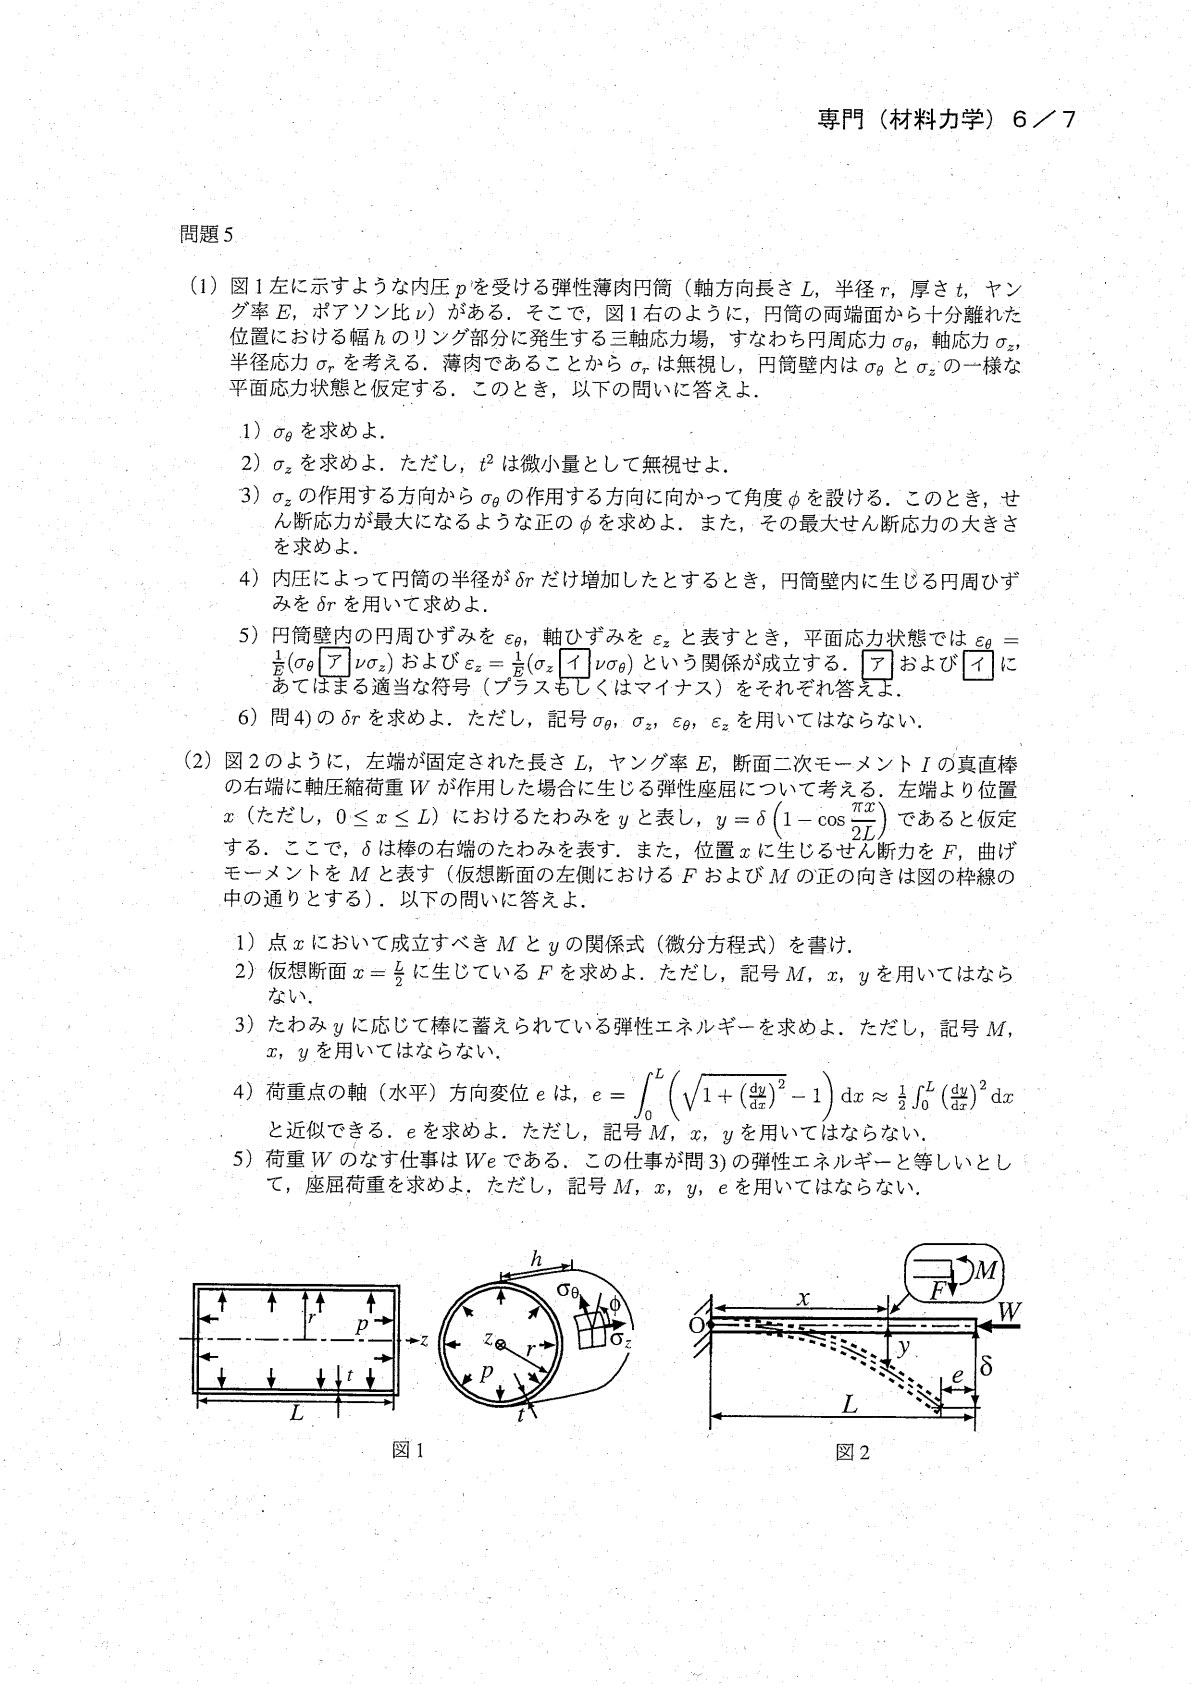 専門（材料力学）６／７
問題 5
(1) 図 1 左に示すような内圧 p を受ける弾性薄肉円筒（軸方向長さ L，半径 r，厚さ t，ヤン
グ率 E，ポアソン比 ν）がある．そこで，図 1 右のように，円筒の両端面から十分離れた
位置における幅 h のリング部分に発生する三軸応力場，すなわち円周応力 σθ，軸応力 σz，
半径応力 σr を考える．薄肉であることから σr は無視し，円筒壁内は σθ と σz の一様な
平面応力状態と仮定する．このとき，以下の問いに答えよ．
1) σθ を求めよ．
2) σz を求めよ．ただし，t² は微小量として無視せよ．
3) σz の作用する方向から σθ の作用する方向に向かって角度 φ を設ける．このとき，せ
ん断応力が最大になるような正の φ を求めよ．また，その最大せん断応力の大きさ
を求めよ．
4) 内圧によって円筒の半径が δr だけ増加したとするとき，円筒壁内に生じる円周ひず
みを δr を用いて求めよ．
5) 円筒壁内の円周ひずみを εθ，軸ひずみを εz と表すとき，平面応力状態では εθ =
1/E(σθ ア νσz) および εz = 1/E(σz イ νσθ) という関係が成立する．ア および イ に
あてはまる適当な符号（プラスもしくはマイナス）をそれぞれ答えよ．
6) 問 4) の δr を求めよ．ただし，記号 σθ，σz，εθ，εz を用いてはならない．
(2) 図 2 のように，左端が固定された長さ L，ヤング率 E，断面二次モーメント I の真直棒
の右端に軸圧縮荷重 W が作用した場合に生じる弾性座屈について考える．左端より位置
x（ただし，0 ≤ x ≤ L）におけるたわみを y と表し，y = δ(1 − cos πx/2L) であると仮定
する．ここで，δ は棒の右端のたわみを表す．また，位置 x に生じるせん断力を F，曲げ
モーメントを M と表す（仮想断面の左側における F および M の正の向きは図の枠線の
中の通りとする）．以下の問いに答えよ．
1) 点 x において成立すべき M と y の関係式（微分方程式）を書け．
2) 仮想断面 x = L/2 に生じている F を求めよ．ただし，記号 M，x，y を用いてはなら
ない．
3) たわみ y に応じて棒に蓄えられている弾性エネルギーを求めよ．ただし，記号 M，
x，y を用いてはならない．
4) 荷重点の軸（水平）方向変位 e は，e = ∫₀ᴸ (√(1 + (dy/dx)²) − 1) dx ≈ 1/2 ∫₀ᴸ (dy/dx)² dx
と近似できる．e を求めよ．ただし，記号 M，x，y を用いてはならない．
5) 荷重 W のなす仕事は We である．この仕事が問 3) の弾性エネルギーと等しいとし
て，座屈荷重を求めよ．ただし，記号 M，x，y，e を用いてはならない．
r
p
z
t
L
h
σθ
φ
σz
z
r
p
t
図 1
M
F
x
W
O
y
δ
e
L
図 2